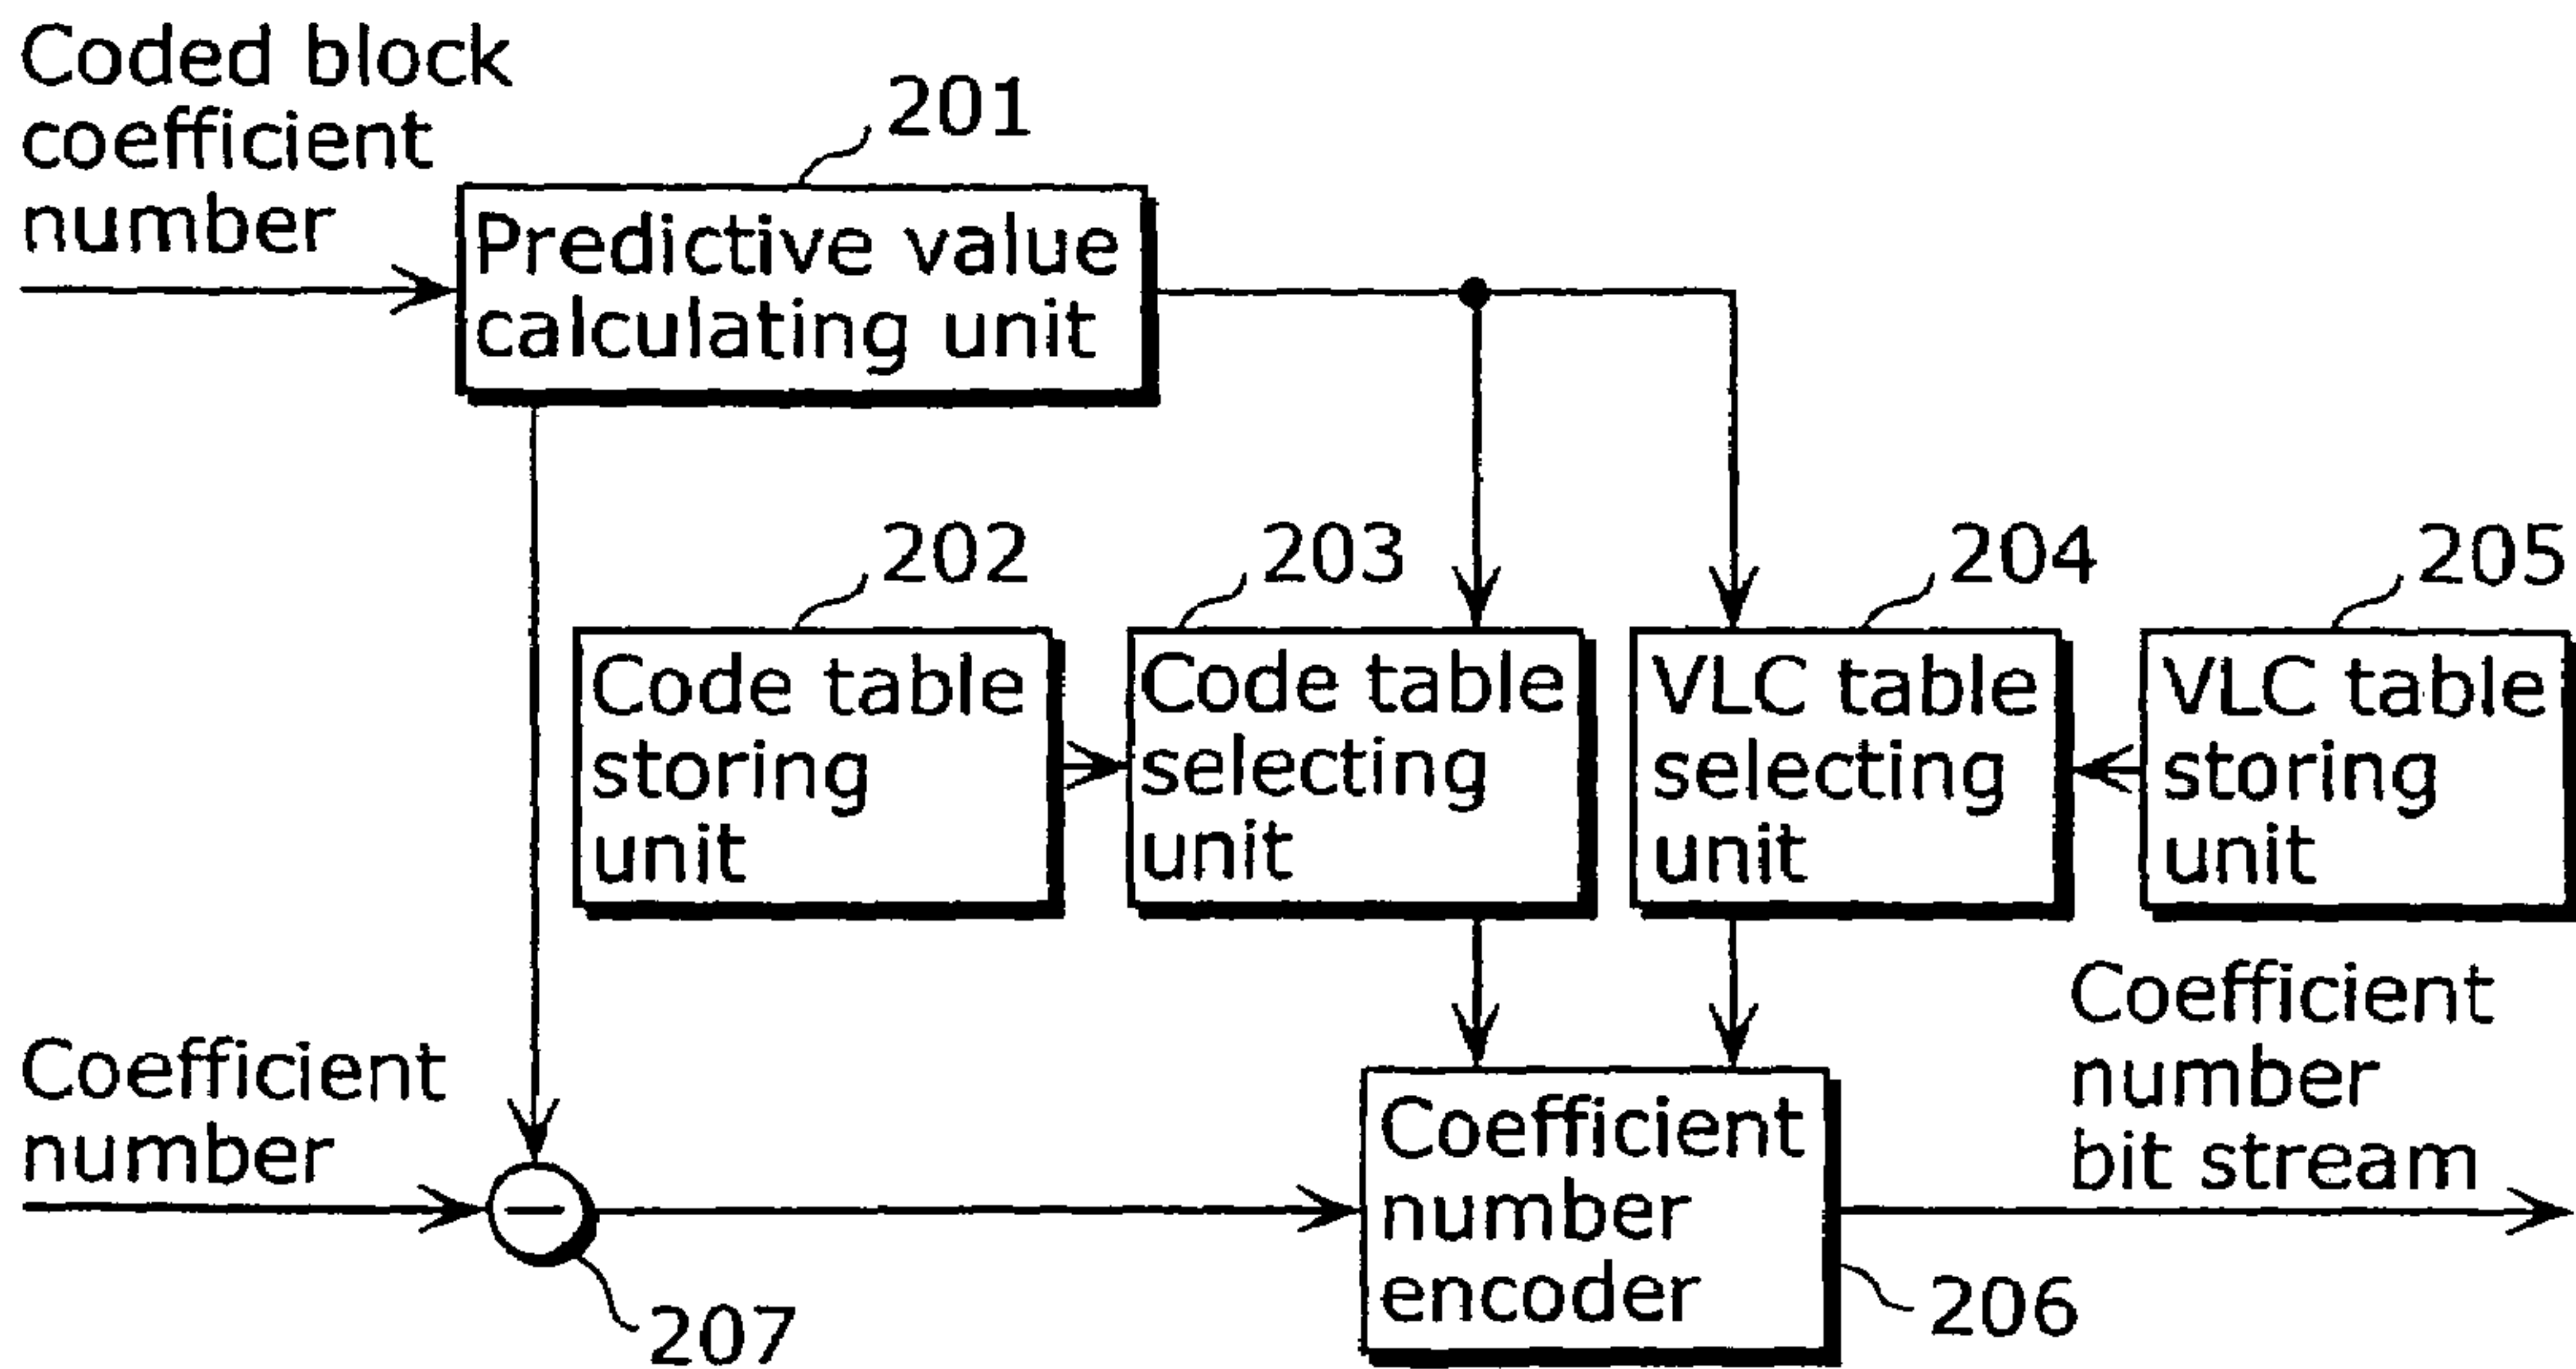 Coded block
coefficient
number
201
Predictive value
calculating unit
202
203
204
205
Code table
storing
unit
Code table
selecting
unit
VLC table
selecting
unit
VLC table
storing
unit
Coefficient
number
Coefficient
number
encoder
Coefficient
number
bit stream
207
206